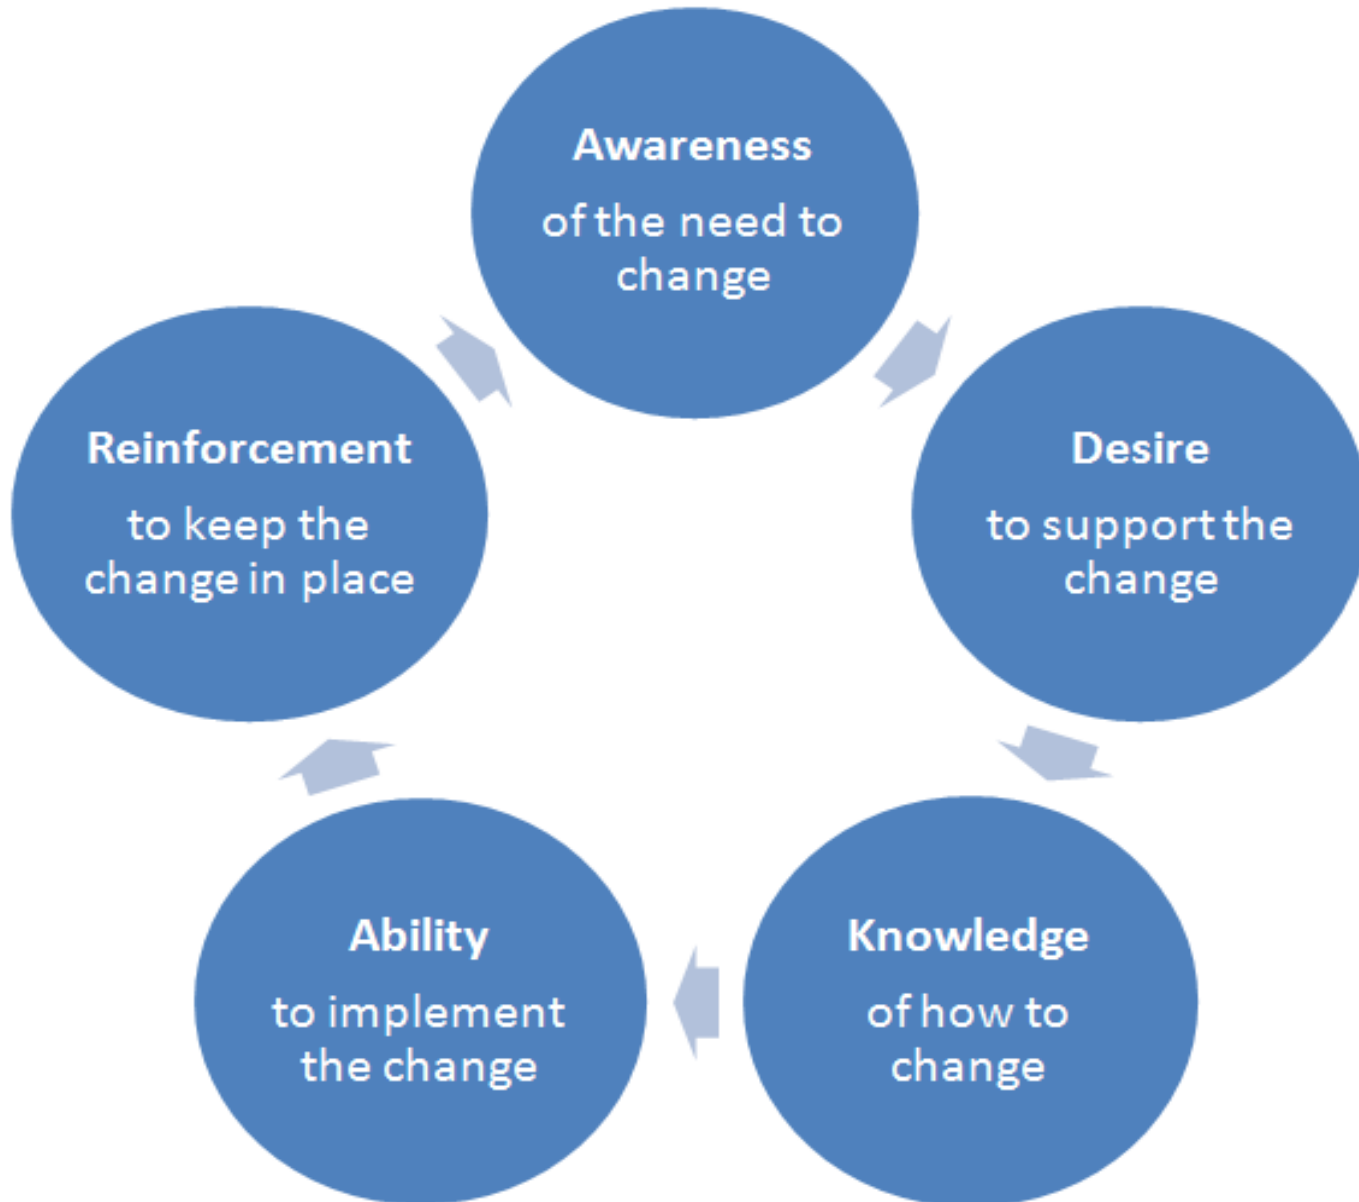 Awareness
of the need to
change
Desire
to support the
change
Knowledge
of how to
change
Ability
to implement
the change
Reinforcement
to keep the
change in place